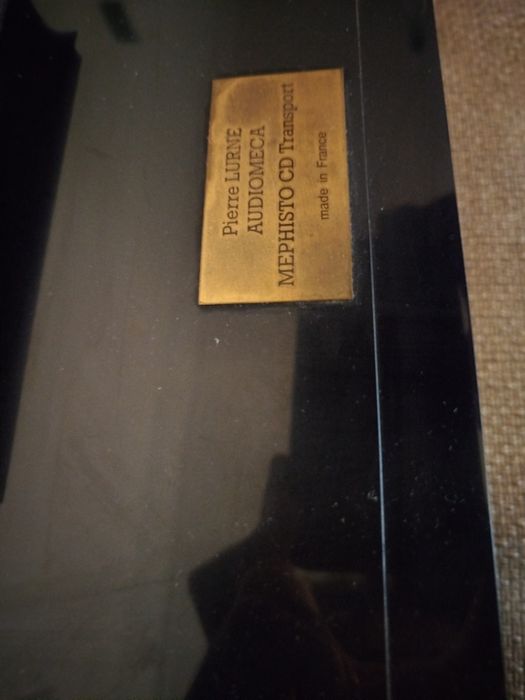 Pierre LURNE
AUDIOMECA
MEPHISTO CD Transport
made in France